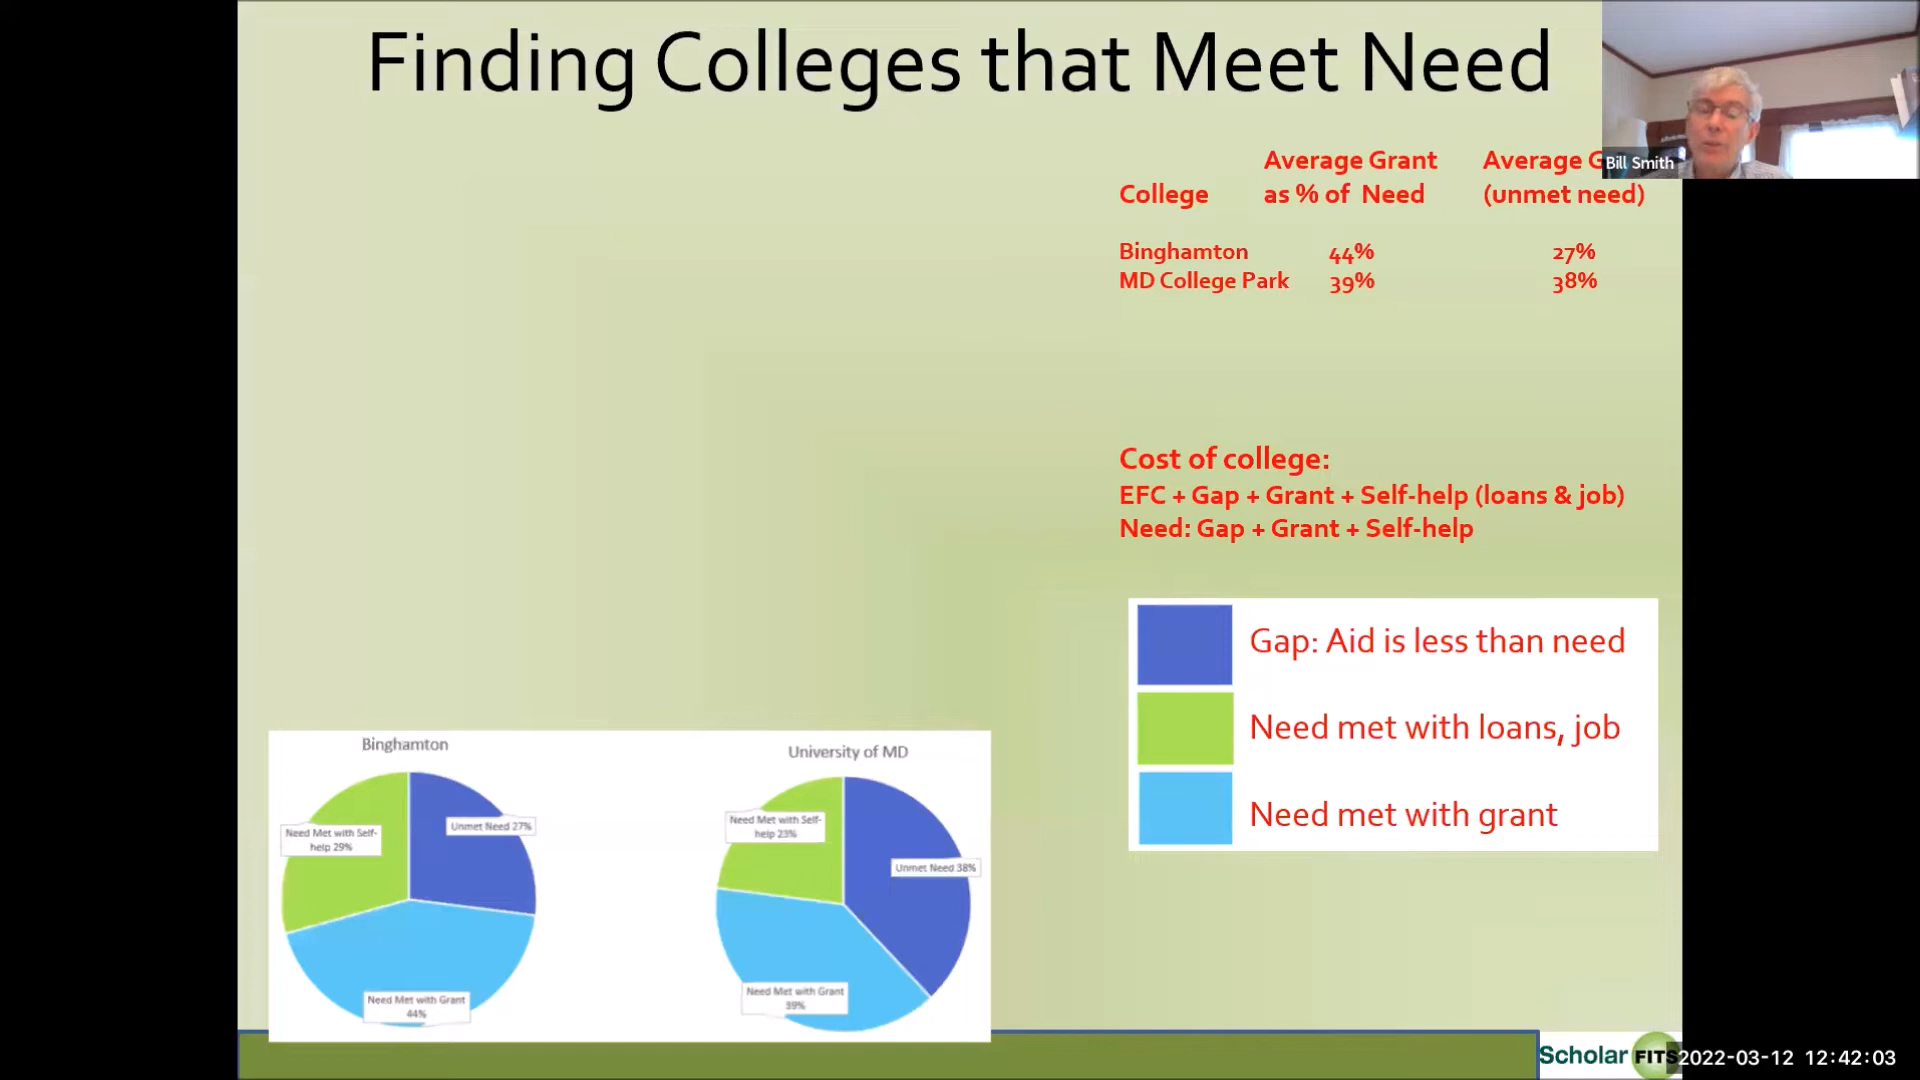 Finding Colleges that Meet Need
Bill Smith
College
Average Grant
as % of Need
Average
(unmet need)
Binghamton 44% 27%
MD College Park 39% 38%
Cost of college:
EFC + Gap + Grant + Self-help (loans & job)
Need: Gap + Grant + Self-help
Gap: Aid is less than need
Need met with loans, job
Need met with grant
Binghamton
Need Met with Self-
help 29%
Unmet Need 27%
Need Met with Grant
44%
University of MD
Need Met with Self-
help 23%
Unmet Need 38%
Need Met with Grant
39%
Scholar FITS
2022-03-12 12:42:03